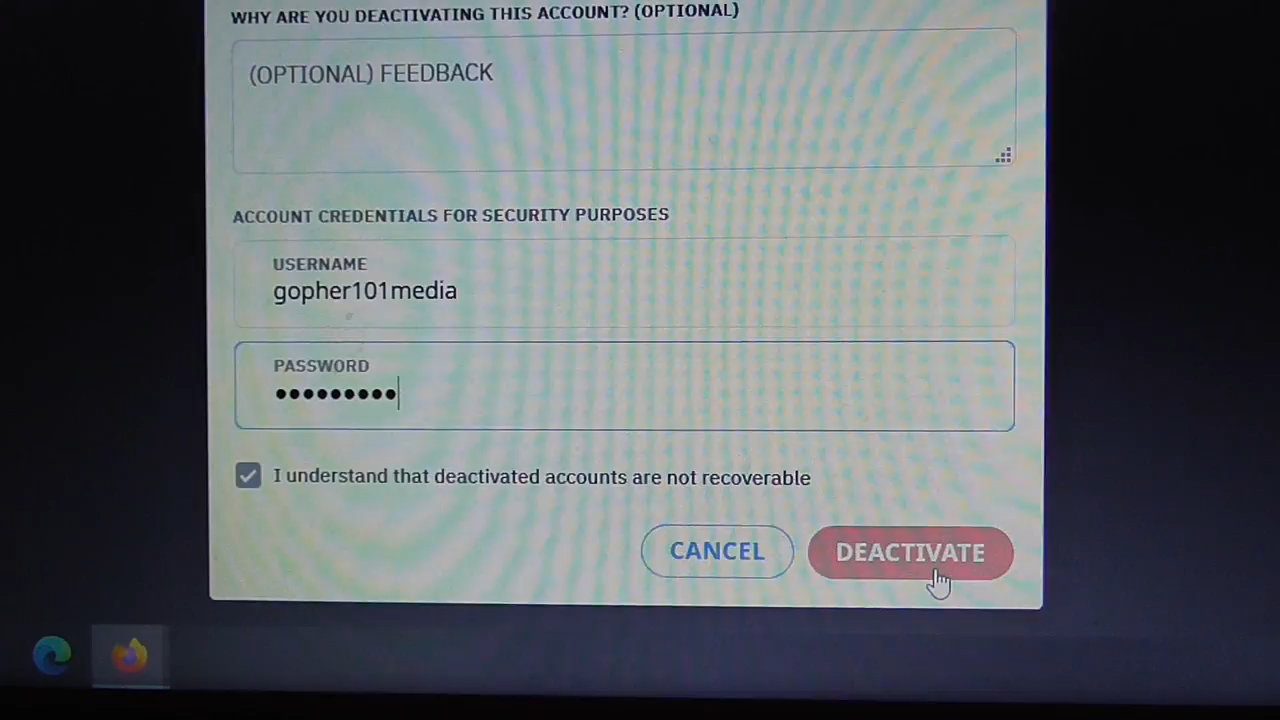 WHY ARE YOU DEACTIVATING THIS ACCOUNT? (OPTIONAL)
(OPTIONAL) FEEDBACK
ACCOUNT CREDENTIALS FOR SECURITY PURPOSES
USERNAME
gopher101media
PASSWORD
•••••••••
I understand that deactivated accounts are not recoverable
CANCEL DEACTIVATE